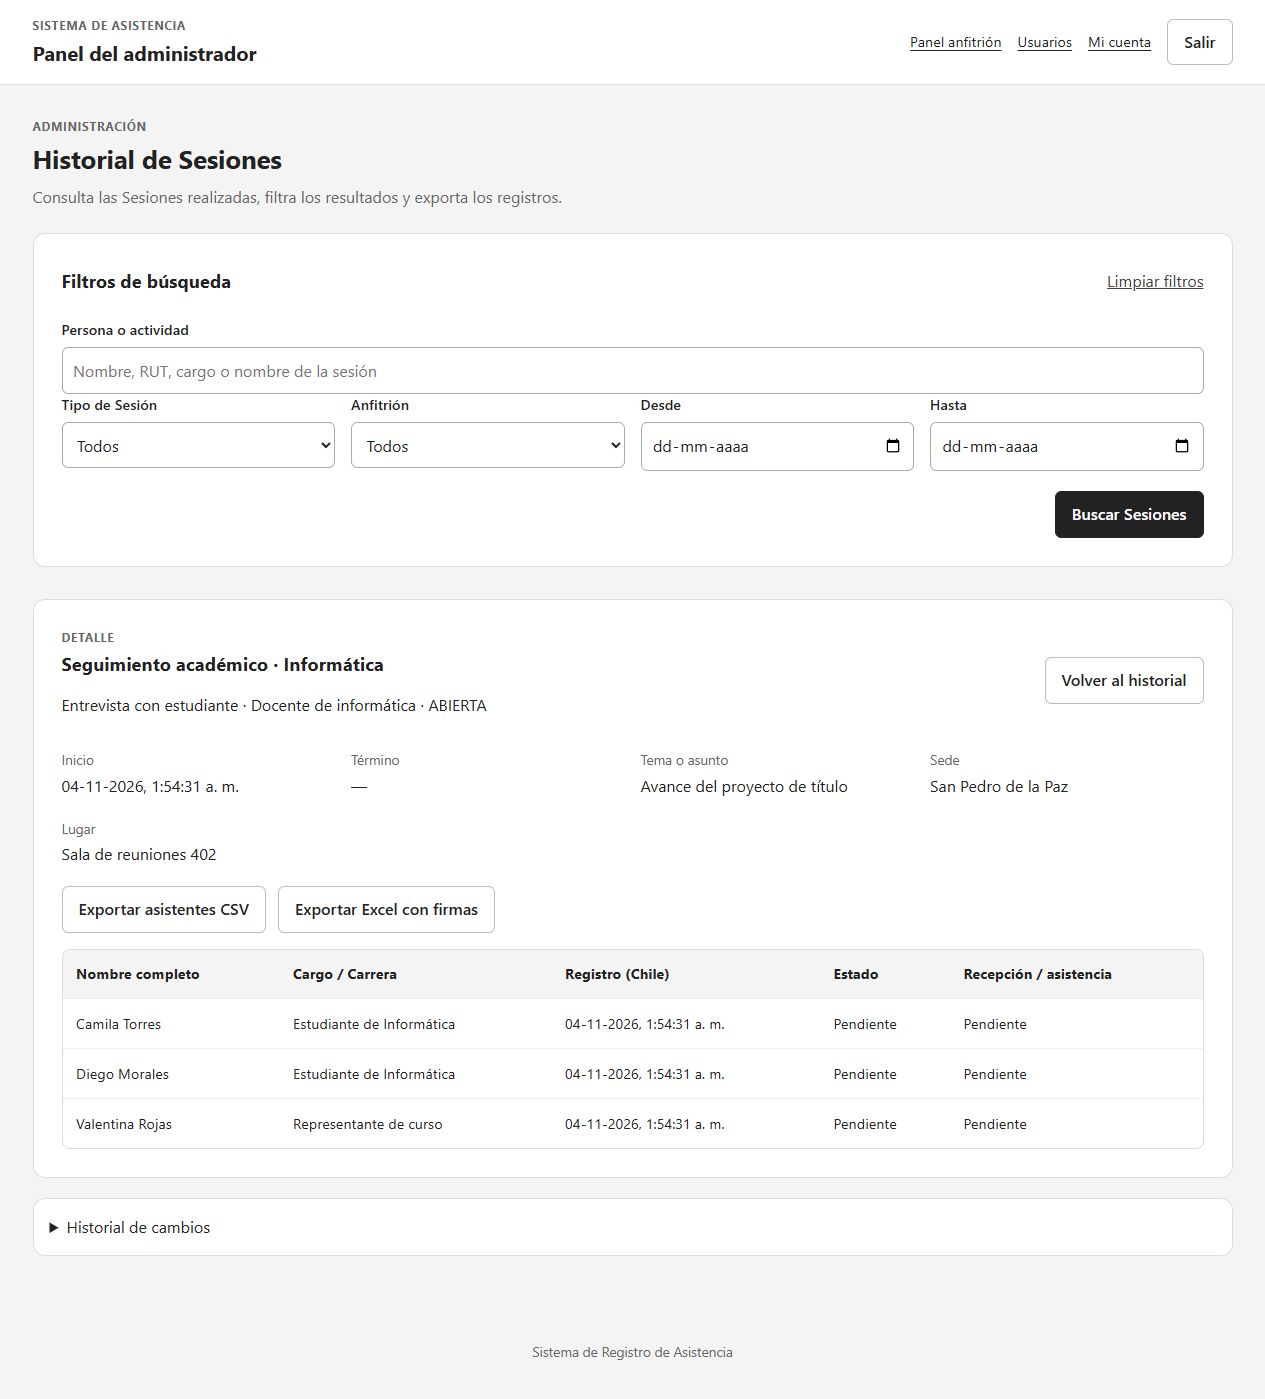 SISTEMA DE ASISTENCIA
Panel del administrador
Panel anfitrión Usuarios Mi cuenta Salir
ADMINISTRACIÓN
Historial de Sesiones
Consulta las Sesiones realizadas, filtra los resultados y exporta los registros.
Filtros de búsqueda Limpiar filtros
Persona o actividad
Nombre, RUT, cargo o nombre de la sesión
Tipo de Sesión Anfitrión Desde Hasta
Todos Todos dd-mm-aaaa dd-mm-aaaa
Buscar Sesiones
DETALLE
Seguimiento académico · Informática
Volver al historial
Entrevista con estudiante · Docente de informática · ABIERTA
Inicio Término Tema o asunto Sede
04-11-2026, 1:54:31 a. m. — Avance del proyecto de título San Pedro de la Paz
Lugar
Sala de reuniones 402
Exportar asistentes CSV Exportar Excel con firmas
Nombre completo Cargo / Carrera Registro (Chile) Estado Recepción / asistencia
Camila Torres Estudiante de Informática 04-11-2026, 1:54:31 a. m. Pendiente Pendiente
Diego Morales Estudiante de Informática 04-11-2026, 1:54:31 a. m. Pendiente Pendiente
Valentina Rojas Representante de curso 04-11-2026, 1:54:31 a. m. Pendiente Pendiente
Historial de cambios
Sistema de Registro de Asistencia